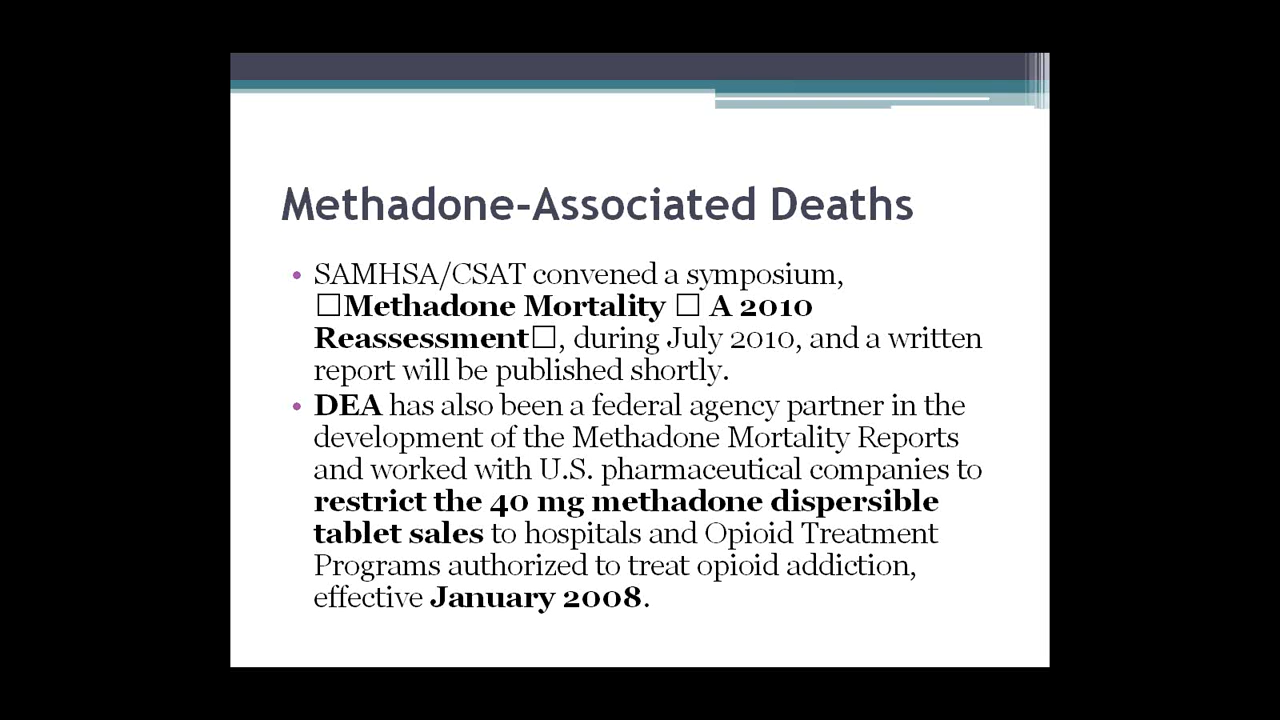 Methadone-Associated Deaths
• SAMHSA/CSAT convened a symposium,
□Methadone Mortality □ A 2010
Reassessment□, during July 2010, and a written
report will be published shortly.
• DEA has also been a federal agency partner in the
development of the Methadone Mortality Reports
and worked with U.S. pharmaceutical companies to
restrict the 40 mg methadone dispersible
tablet sales to hospitals and Opioid Treatment
Programs authorized to treat opioid addiction,
effective January 2008.